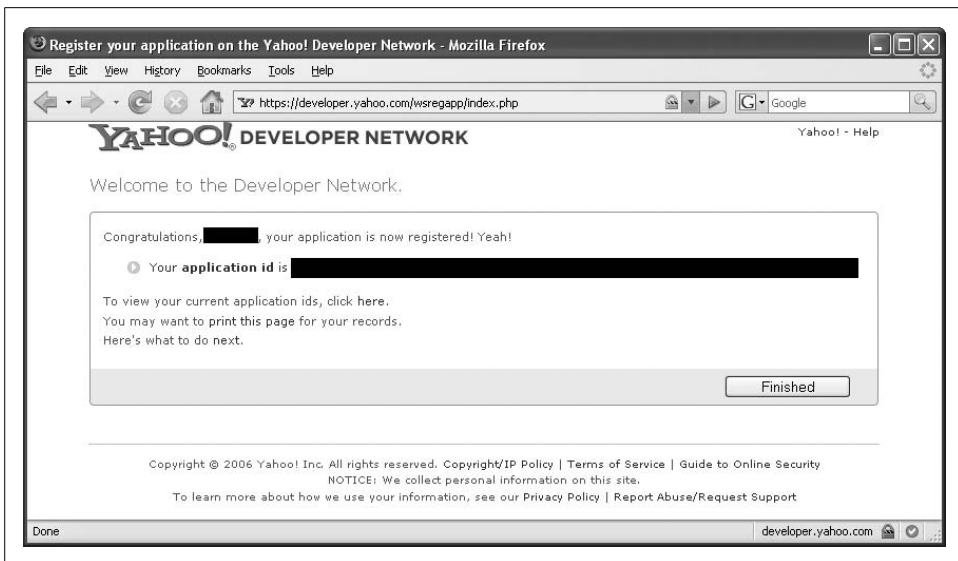 Register your application on the Yahoo! Developer Network - Mozilla Firefox
File Edit View History Bookmarks Tools Help
https://developer.yahoo.com/wsregapp/index.php
G Google
YAHOO!® DEVELOPER NETWORK
Yahoo! - Help
Welcome to the Developer Network.
Congratulations, , your application is now registered! Yeah!
Your application id is
To view your current application ids, click here.
You may want to print this page for your records.
Here's what to do next.
Finished
Copyright © 2006 Yahoo! Inc. All rights reserved. Copyright/IP Policy | Terms of Service | Guide to Online Security
NOTICE: We collect personal information on this site.
To learn more about how we use your information, see our Privacy Policy | Report Abuse/Request Support
Done
developer.yahoo.com